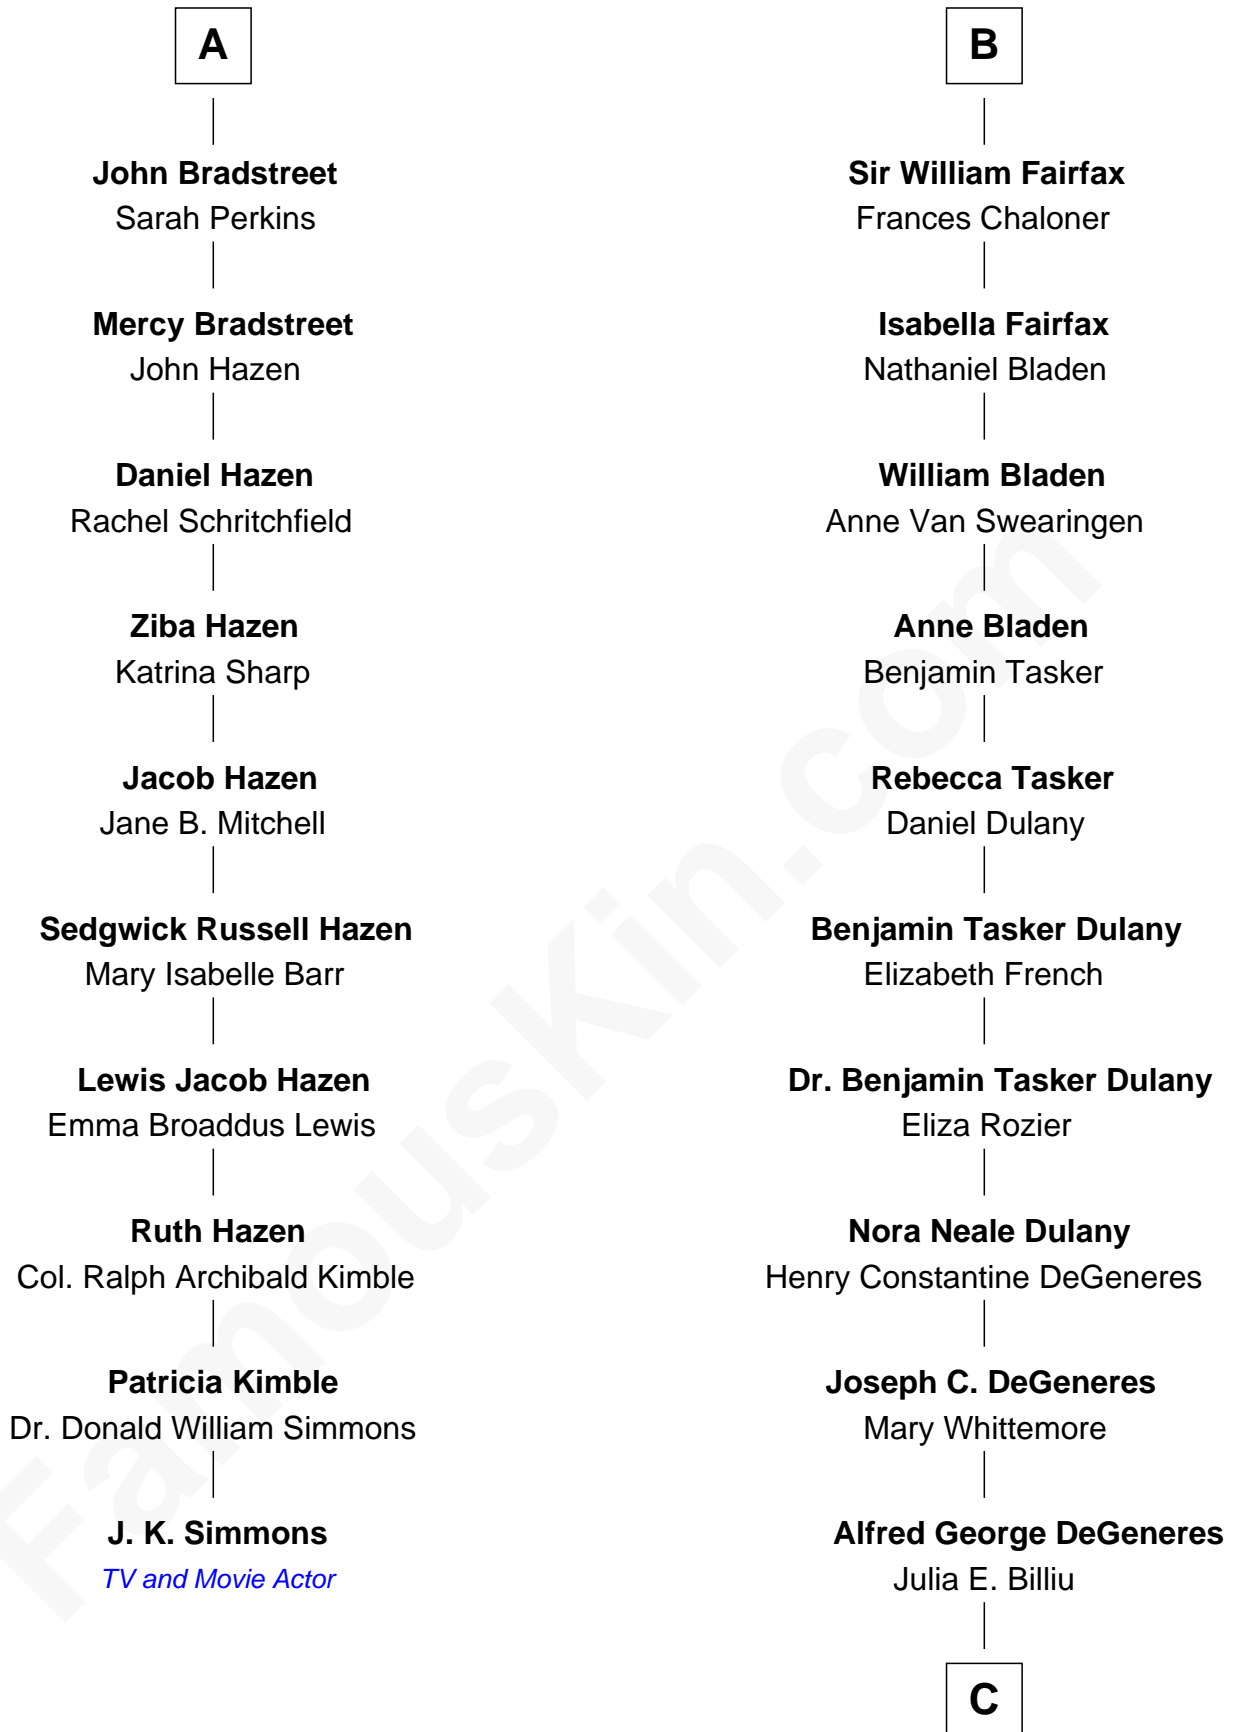 A
John Bradstreet
Sarah Perkins
Mercy Bradstreet
John Hazen
Daniel Hazen
Rachel Schritchfield
Ziba Hazen
Katrina Sharp
Jacob Hazen
Jane B. Mitchell
Sedgwick Russell Hazen
Mary Isabelle Barr
Lewis Jacob Hazen
Emma Broaddus Lewis
Ruth Hazen
Col. Ralph Archibald Kimble
Patricia Kimble
Dr. Donald William Simmons
J. K. Simmons
TV and Movie Actor
B
Sir William Fairfax
Frances Chaloner
Isabella Fairfax
Nathaniel Bladen
William Bladen
Anne Van Swearingen
Anne Bladen
Benjamin Tasker
Rebecca Tasker
Daniel Dulany
Benjamin Tasker Dulany
Elizabeth French
Dr. Benjamin Tasker Dulany
Eliza Rozier
Nora Neale Dulany
Henry Constantine DeGeneres
Joseph C. DeGeneres
Mary Whittemore
Alfred George DeGeneres
Julia E. Billiu
C
FamousKin.com